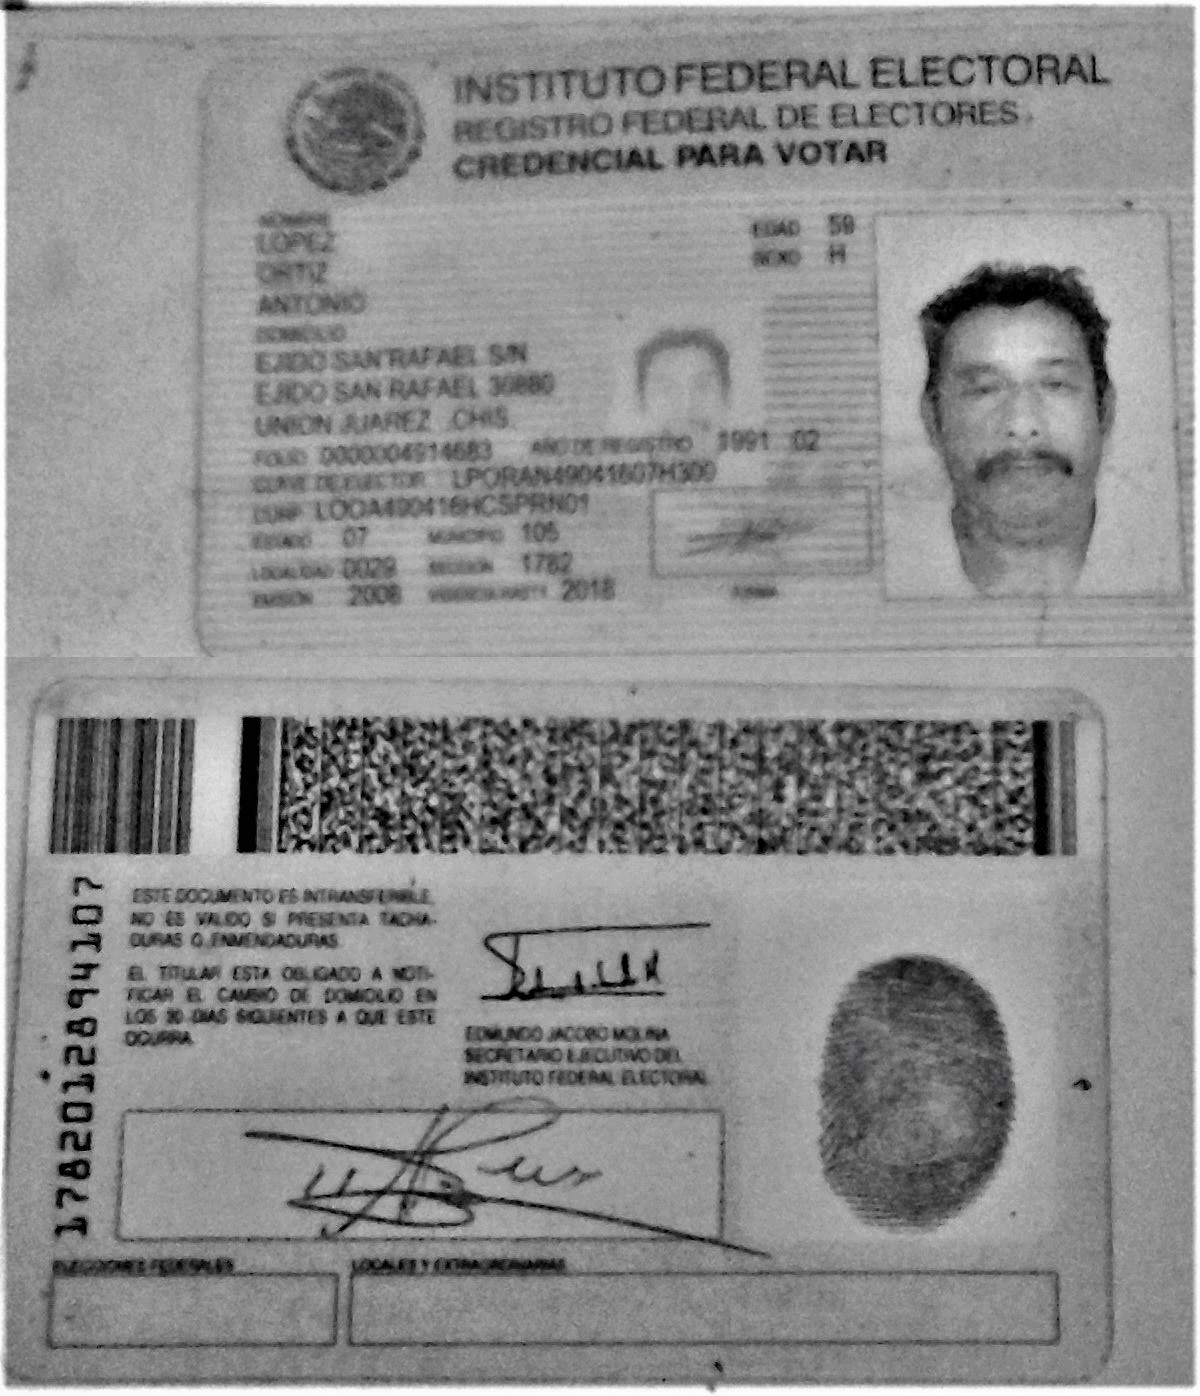 INSTITUTO FEDERAL ELECTORAL
REGISTRO FEDERAL DE ELECTORES
CREDENCIAL PARA VOTAR
NOMBRE
LOPEZ
ORTIZ
ANTONIO
EDAD 59
SEXO H
DOMICILIO
EJIDO SAN RAFAEL S/N
EJIDO SAN RAFAEL 30880
UNION JUAREZ ,CHIS.
FOLIO 0000004914683 AÑO DE REGISTRO 1991 02
CLAVE DE ELECTOR LPORAN49041607H300
CURP LOOA490416HCSPRN01
ESTADO 07 MUNICIPIO 105
LOCALIDAD 0029 SECCION 1782
EMISION 2008 VIGENCIA HASTA 2018
FIRMA
1782012894107
ESTE DOCUMENTO ES INTRANSFERIBLE,
NO ES VALIDO SI PRESENTA TACHA-
DURAS O ENMENDADURAS.
EL TITULAR ESTA OBLIGADO A NOTI-
FICAR EL CAMBIO DE DOMICILIO EN
LOS 30 DIAS SIGUIENTES A QUE ESTE
OCURRA.
EDMUNDO JACOBO MOLINA
SECRETARIO EJECUTIVO DEL
INSTITUTO FEDERAL ELECTORAL
ELECCIONES FEDERALES
LOCALES Y EXTRAORDINARIAS